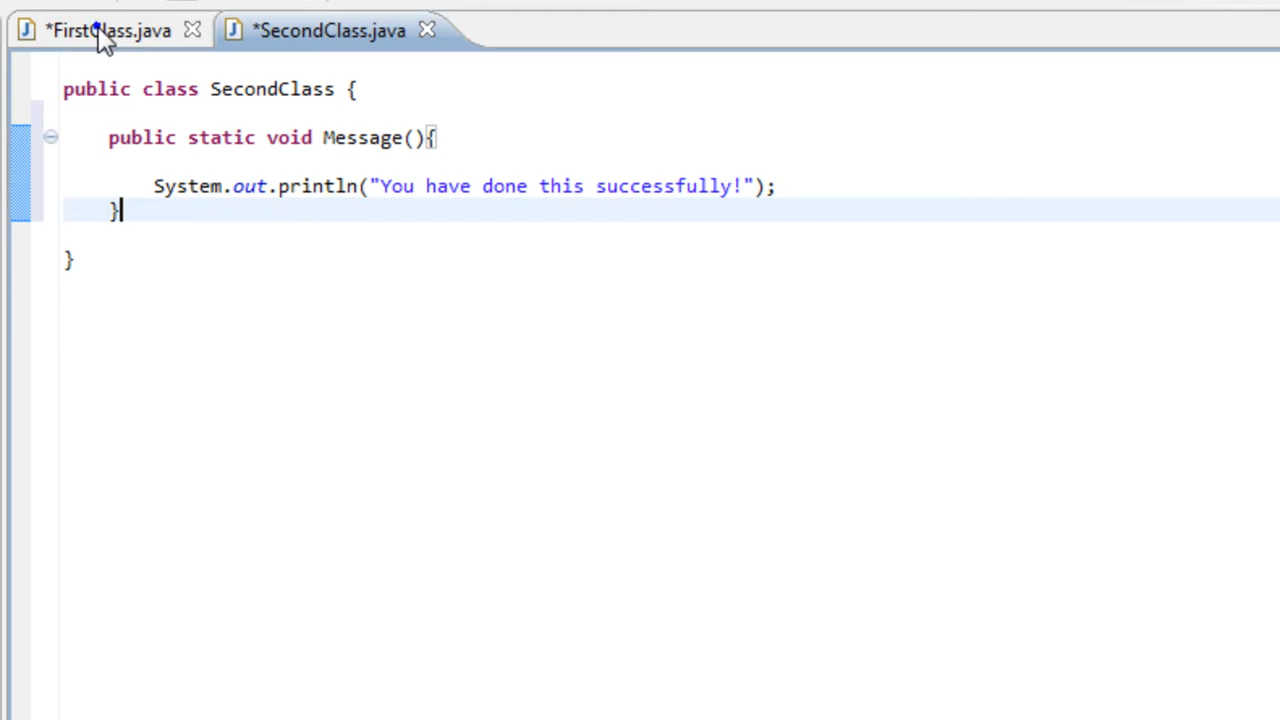 *FirstClass.java *SecondClass.java
public class SecondClass {
public static void Message(){
System.out.println("You have done this successfully!");
}
}